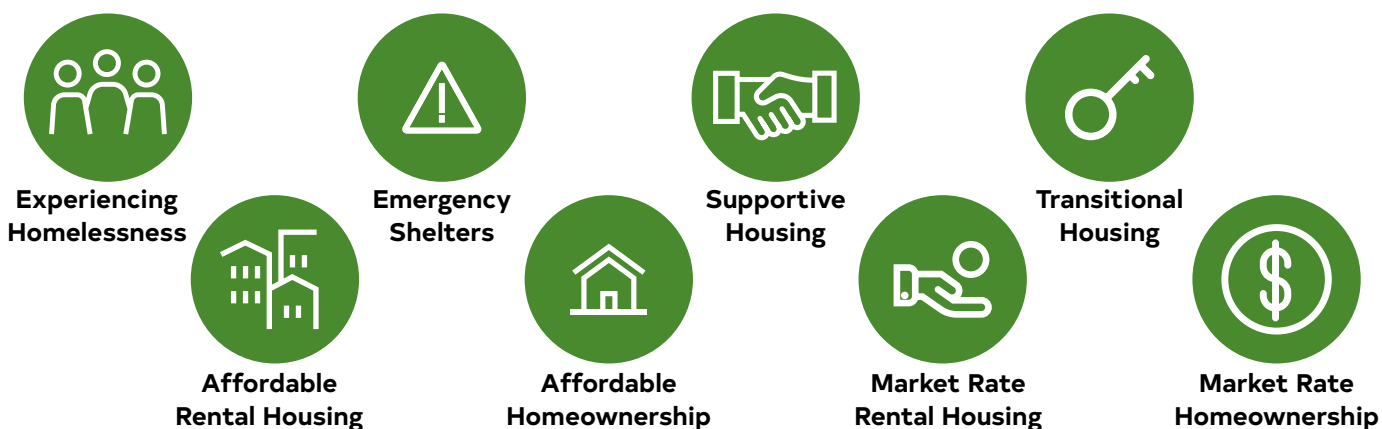 Experiencing
Homelessness
Emergency
Shelters
Supportive
Housing
Transitional
Housing
Affordable
Rental Housing
Affordable
Homeownership
Market Rate
Rental Housing
Market Rate
Homeownership